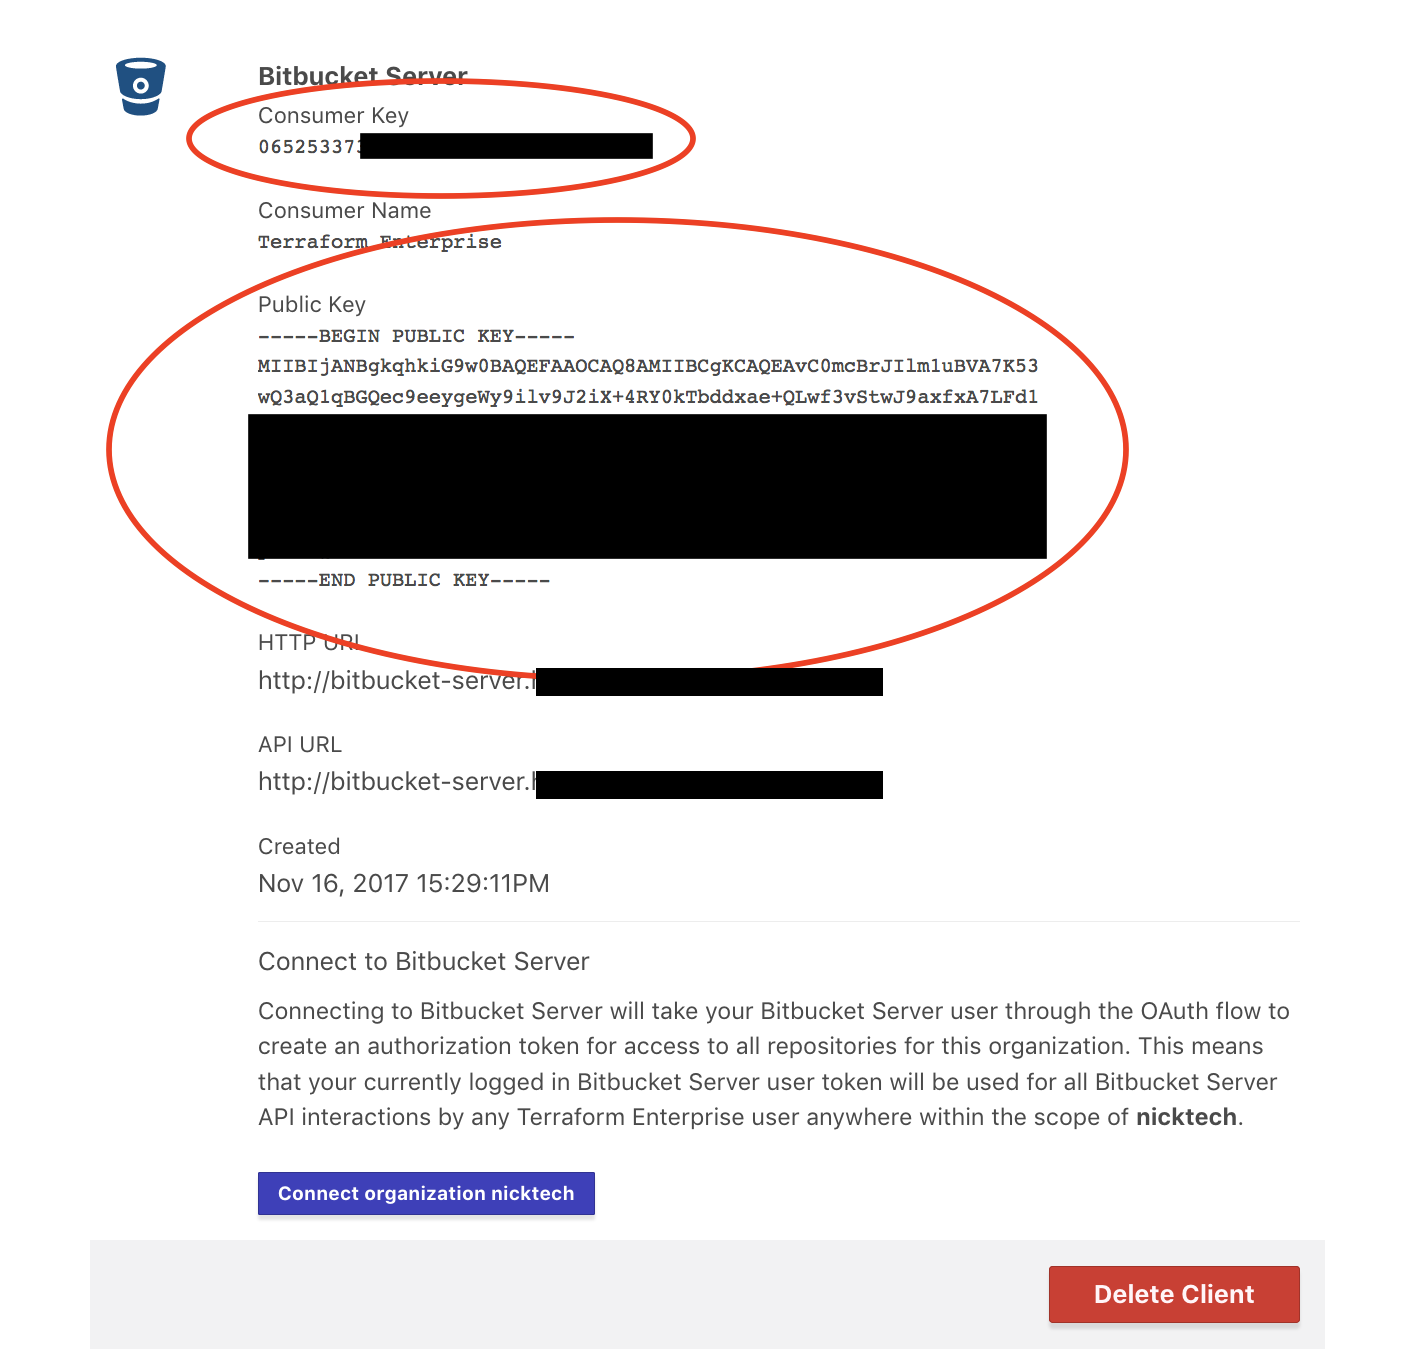 Bitbucket Server
Consumer Key
065253373
Consumer Name
Terraform Enterprise
Public Key
-----BEGIN PUBLIC KEY-----
MIIBIjANBgkqhkiG9w0BAQEFAAOCAQ8AMIIBCgKCAQEAvC0mcBrJIlm1uBVA7K53
wQ3aQ1qBGQec9eeygeWy9ilv9J2iX+4RY0kTbddxae+QLwf3vStwJ9axfxA7LFd1
-----END PUBLIC KEY-----
HTTP URL
http://bitbucket-server.
API URL
http://bitbucket-server.
Created
Nov 16, 2017 15:29:11PM
Connect to Bitbucket Server
Connecting to Bitbucket Server will take your Bitbucket Server user through the OAuth flow to
create an authorization token for access to all repositories for this organization. This means
that your currently logged in Bitbucket Server user token will be used for all Bitbucket Server
API interactions by any Terraform Enterprise user anywhere within the scope of nicktech.
Connect organization nicktech
Delete Client